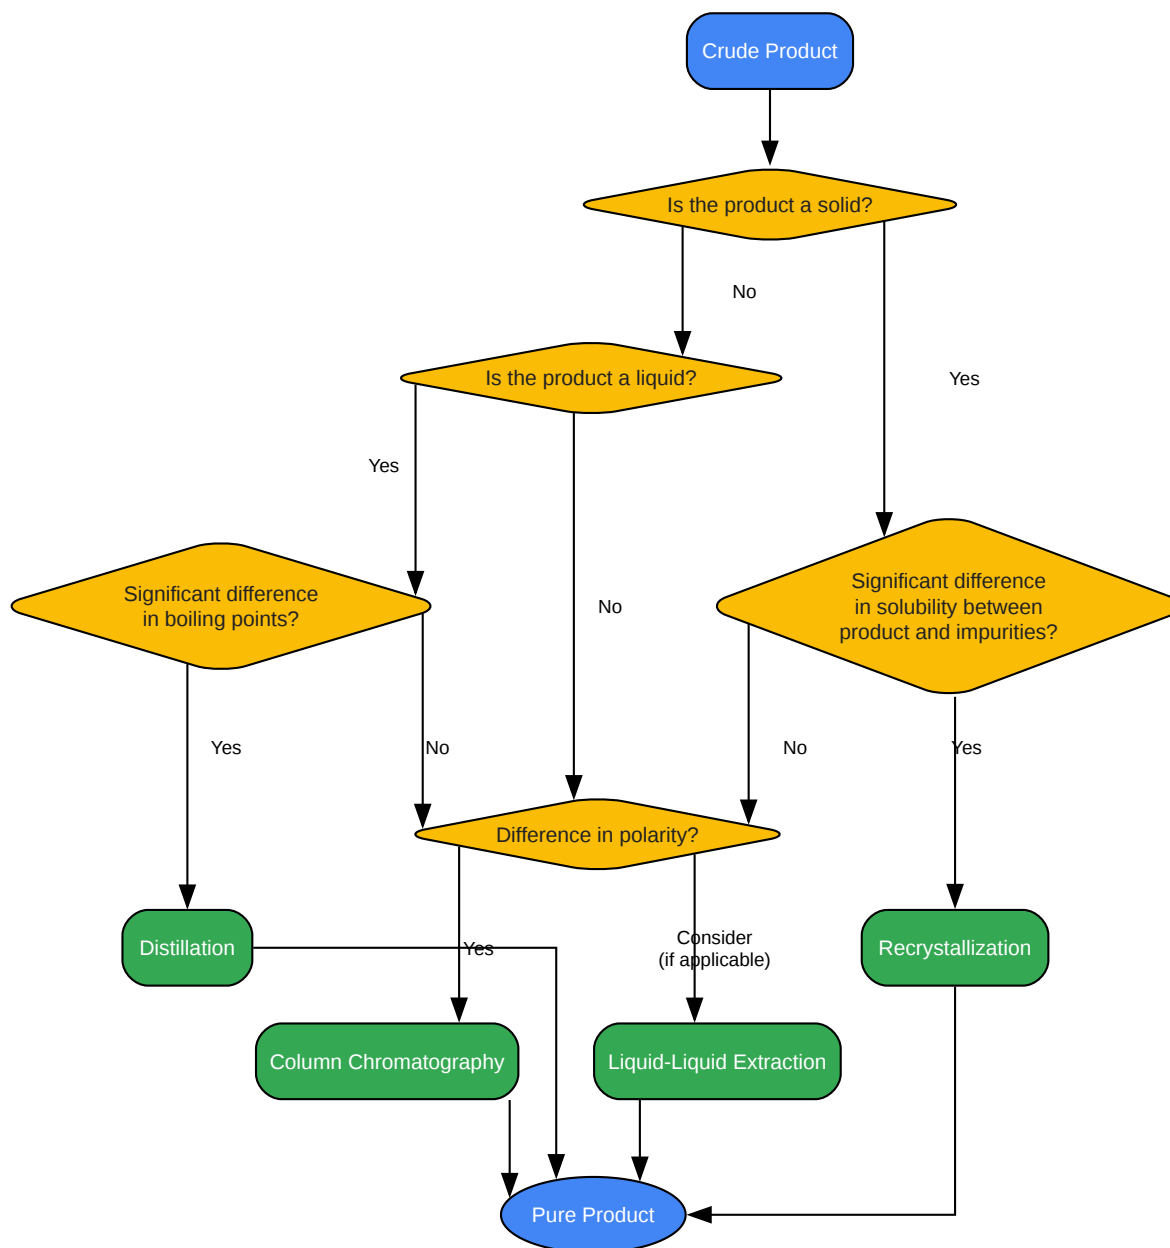 Crude Product
Is the product a solid?
No
Is the product a liquid?
Yes
Yes
Significant difference
in boiling points?
No
Significant difference
in solubility between
product and impurities?
Yes
No
No
Yes
Difference in polarity?
Distillation
Yes
Consider
(if applicable)
Recrystallization
Column Chromatography
Liquid-Liquid Extraction
Pure Product